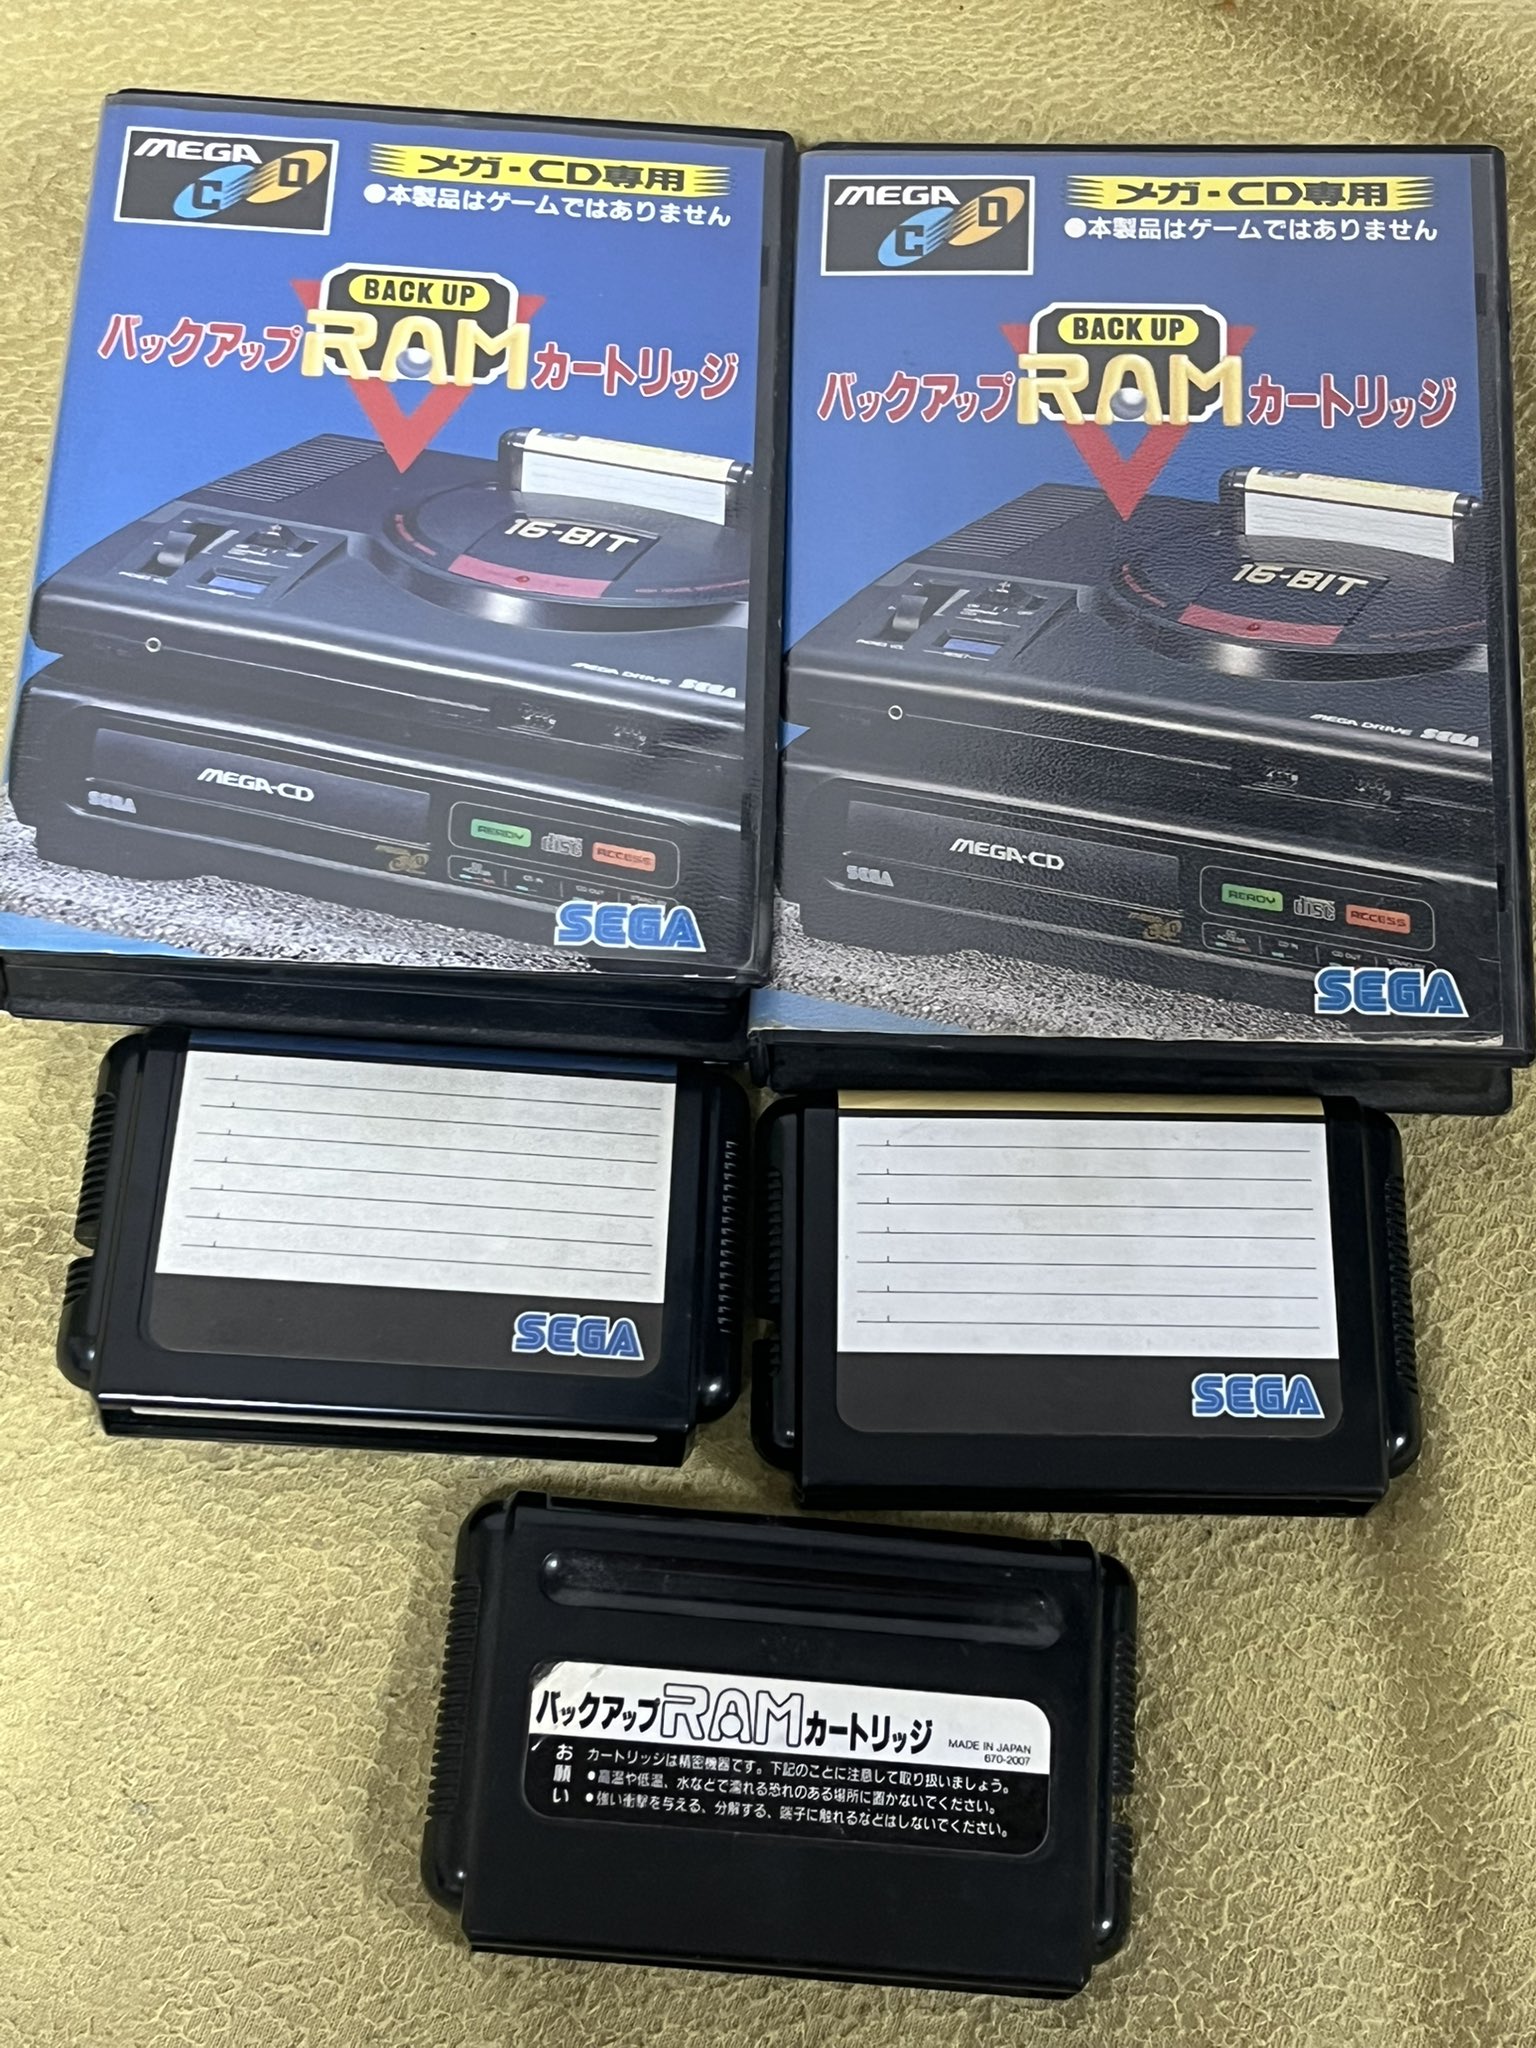 MEGA CD
メガ-CD専用
●本製品はゲームではありません
BACK UP
バックアップRAMカートリッジ
16-BIT
MEGA DRIVE SEGA
MEGA-CD
SEGA
READY disc ACCESS
SEGA
MEGA CD
メガ-CD専用
●本製品はゲームではありません
BACK UP
バックアップRAMカートリッジ
16-BIT
MEGA DRIVE SEGA
MEGA-CD
SEGA
READY disc ACCESS
SEGA
SEGA
SEGA
バックアップRAMカートリッジ
MADE IN JAPAN
670-2007
お願い
カートリッジは精密機器です。下記のことに注意して取り扱いましょう。
●高温や低温、水などで濡れる恐れのある場所に置かないでください。
●強い衝撃を与える、分解する、端子に触れるなどはしないでください。